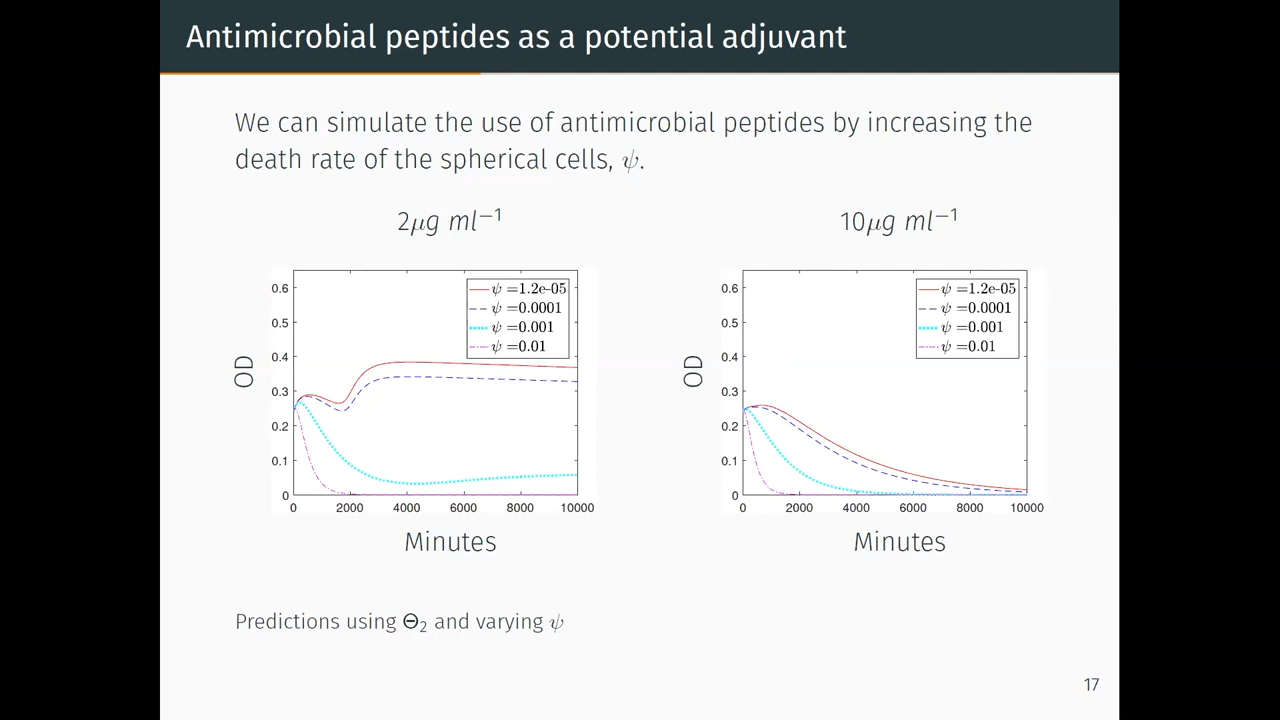 Antimicrobial peptides as a potential adjuvant
We can simulate the use of antimicrobial peptides by increasing the
death rate of the spherical cells, ψ.
2μg ml⁻¹
10μg ml⁻¹
OD
0.6
0.5
0.4
0.3
0.2
0.1
0
0 2000 4000 6000 8000 10000
ψ =1.2e-05
ψ =0.0001
ψ =0.001
ψ =0.01
Minutes
OD
0.6
0.5
0.4
0.3
0.2
0.1
0
0 2000 4000 6000 8000 10000
ψ =1.2e-05
ψ =0.0001
ψ =0.001
ψ =0.01
Minutes
Predictions using Θ₂ and varying ψ
17